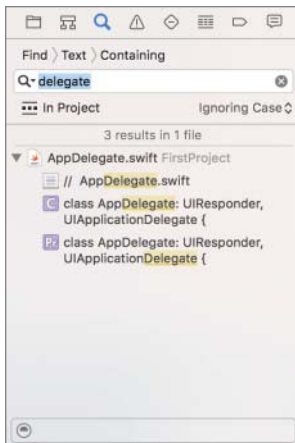 Find 〉Text 〉Containing
delegate
In Project Ignoring Case
3 results in 1 file
AppDelegate.swift FirstProject
// AppDelegate.swift
C class AppDelegate: UIResponder,
UIApplicationDelegate {
Pr class AppDelegate: UIResponder,
UIApplicationDelegate {